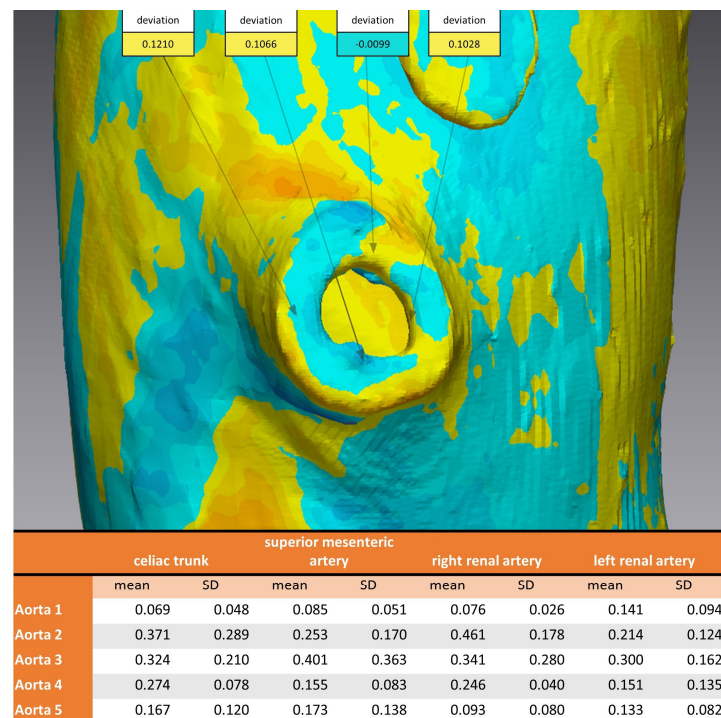 deviation deviation deviation deviation
0.1210 0.1066 -0.0099 0.1028
celiac trunk superior mesenteric artery right renal artery left renal artery
mean SD mean SD mean SD mean SD
Aorta 1 0.069 0.048 0.085 0.051 0.076 0.026 0.141 0.094
Aorta 2 0.371 0.289 0.253 0.170 0.461 0.178 0.214 0.124
Aorta 3 0.324 0.210 0.401 0.363 0.341 0.280 0.300 0.162
Aorta 4 0.274 0.078 0.155 0.083 0.246 0.040 0.151 0.135
Aorta 5 0.167 0.120 0.173 0.138 0.093 0.080 0.133 0.082